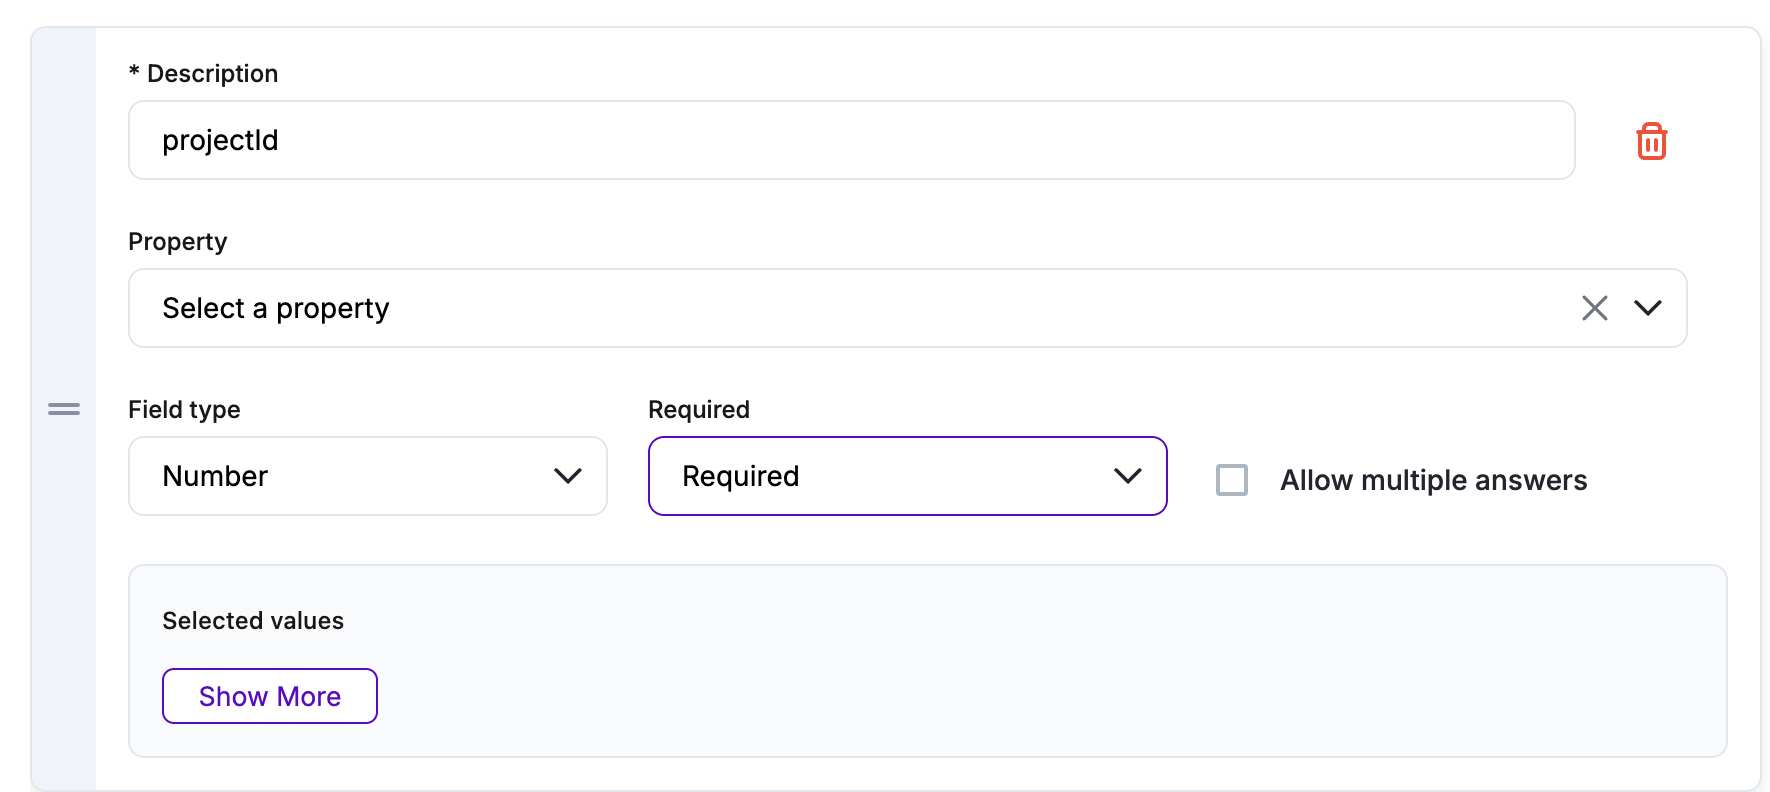 * Description
projectId
Property
Select a property
Field type
Required
Number
Required
Allow multiple answers
Selected values
Show More